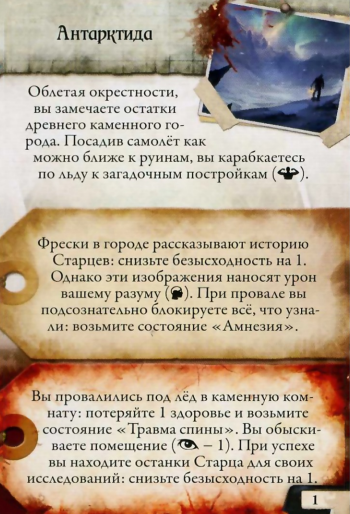 Антарктида
Облетая окрестности,
вы замечаете остатки
древнего каменного го-
рода. Посадив самолёт как
можно ближе к руинам, вы карабкаетесь
по льду к загадочным постройкам ( ).
Фрески в городе рассказывают историю
Старцев: снизьте безысходность на 1.
Однако эти изображения наносят урон
вашему разуму ( ). При провале вы
подсознательно блокируете всё, что узна-
ли: возьмите состояние «Амнезия».
Вы провалились под лёд в каменную ком-
нату: потеряйте 1 здоровье и возьмите
состояние «Травма спины». Вы обыски-
ваете помещение ( – 1). При успехе
вы находите останки Старца для своих
исследований: снизьте безысходность на 1.
1